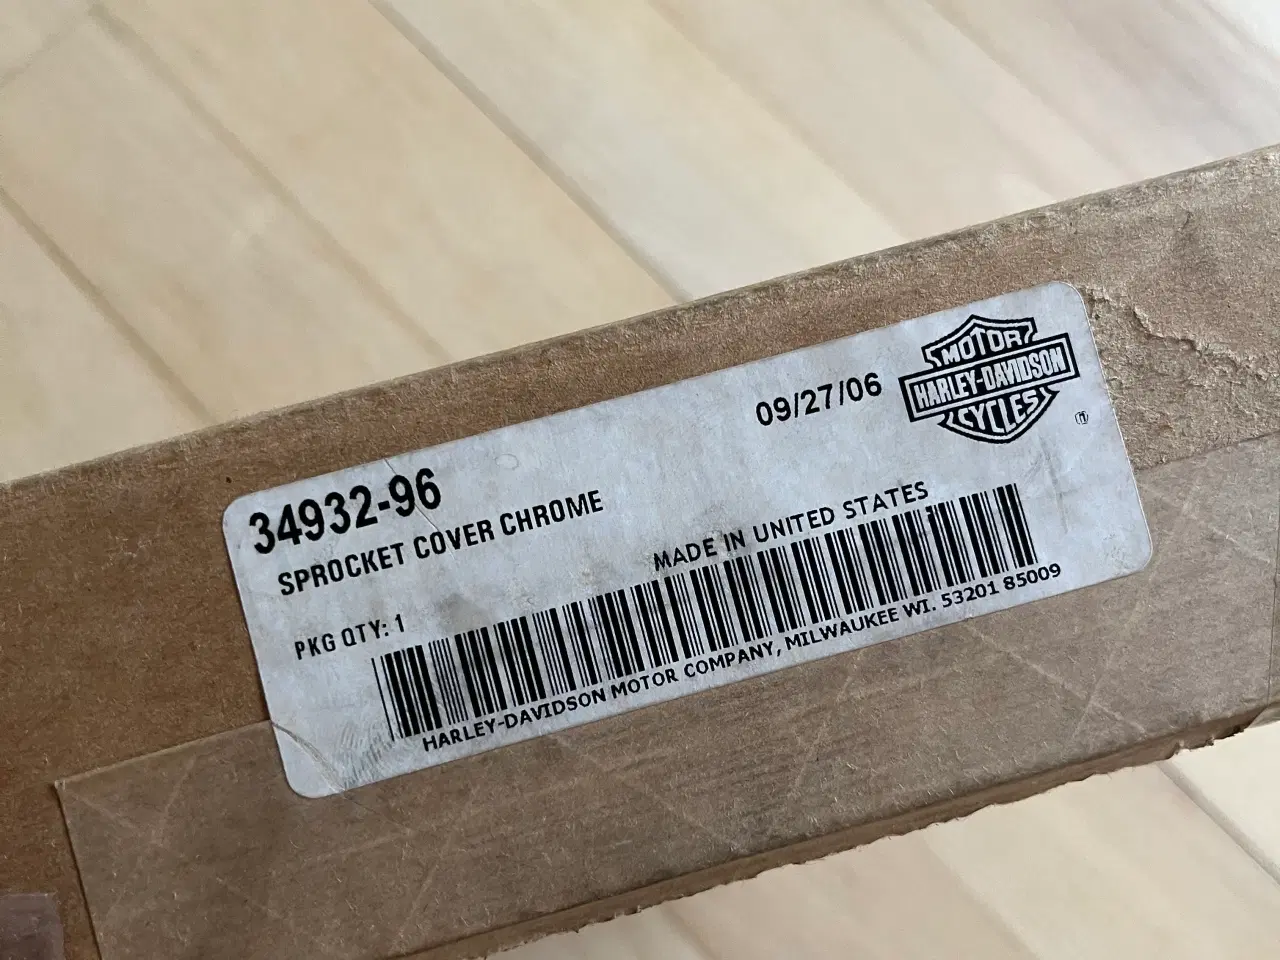 09/27/06
MOTOR
HARLEY-DAVIDSON
CYCLES
®
34932-96
SPROCKET COVER CHROME
MADE IN UNITED STATES
PKG QTY: 1
HARLEY-DAVIDSON MOTOR COMPANY, MILWAUKEE WI. 53201 85009